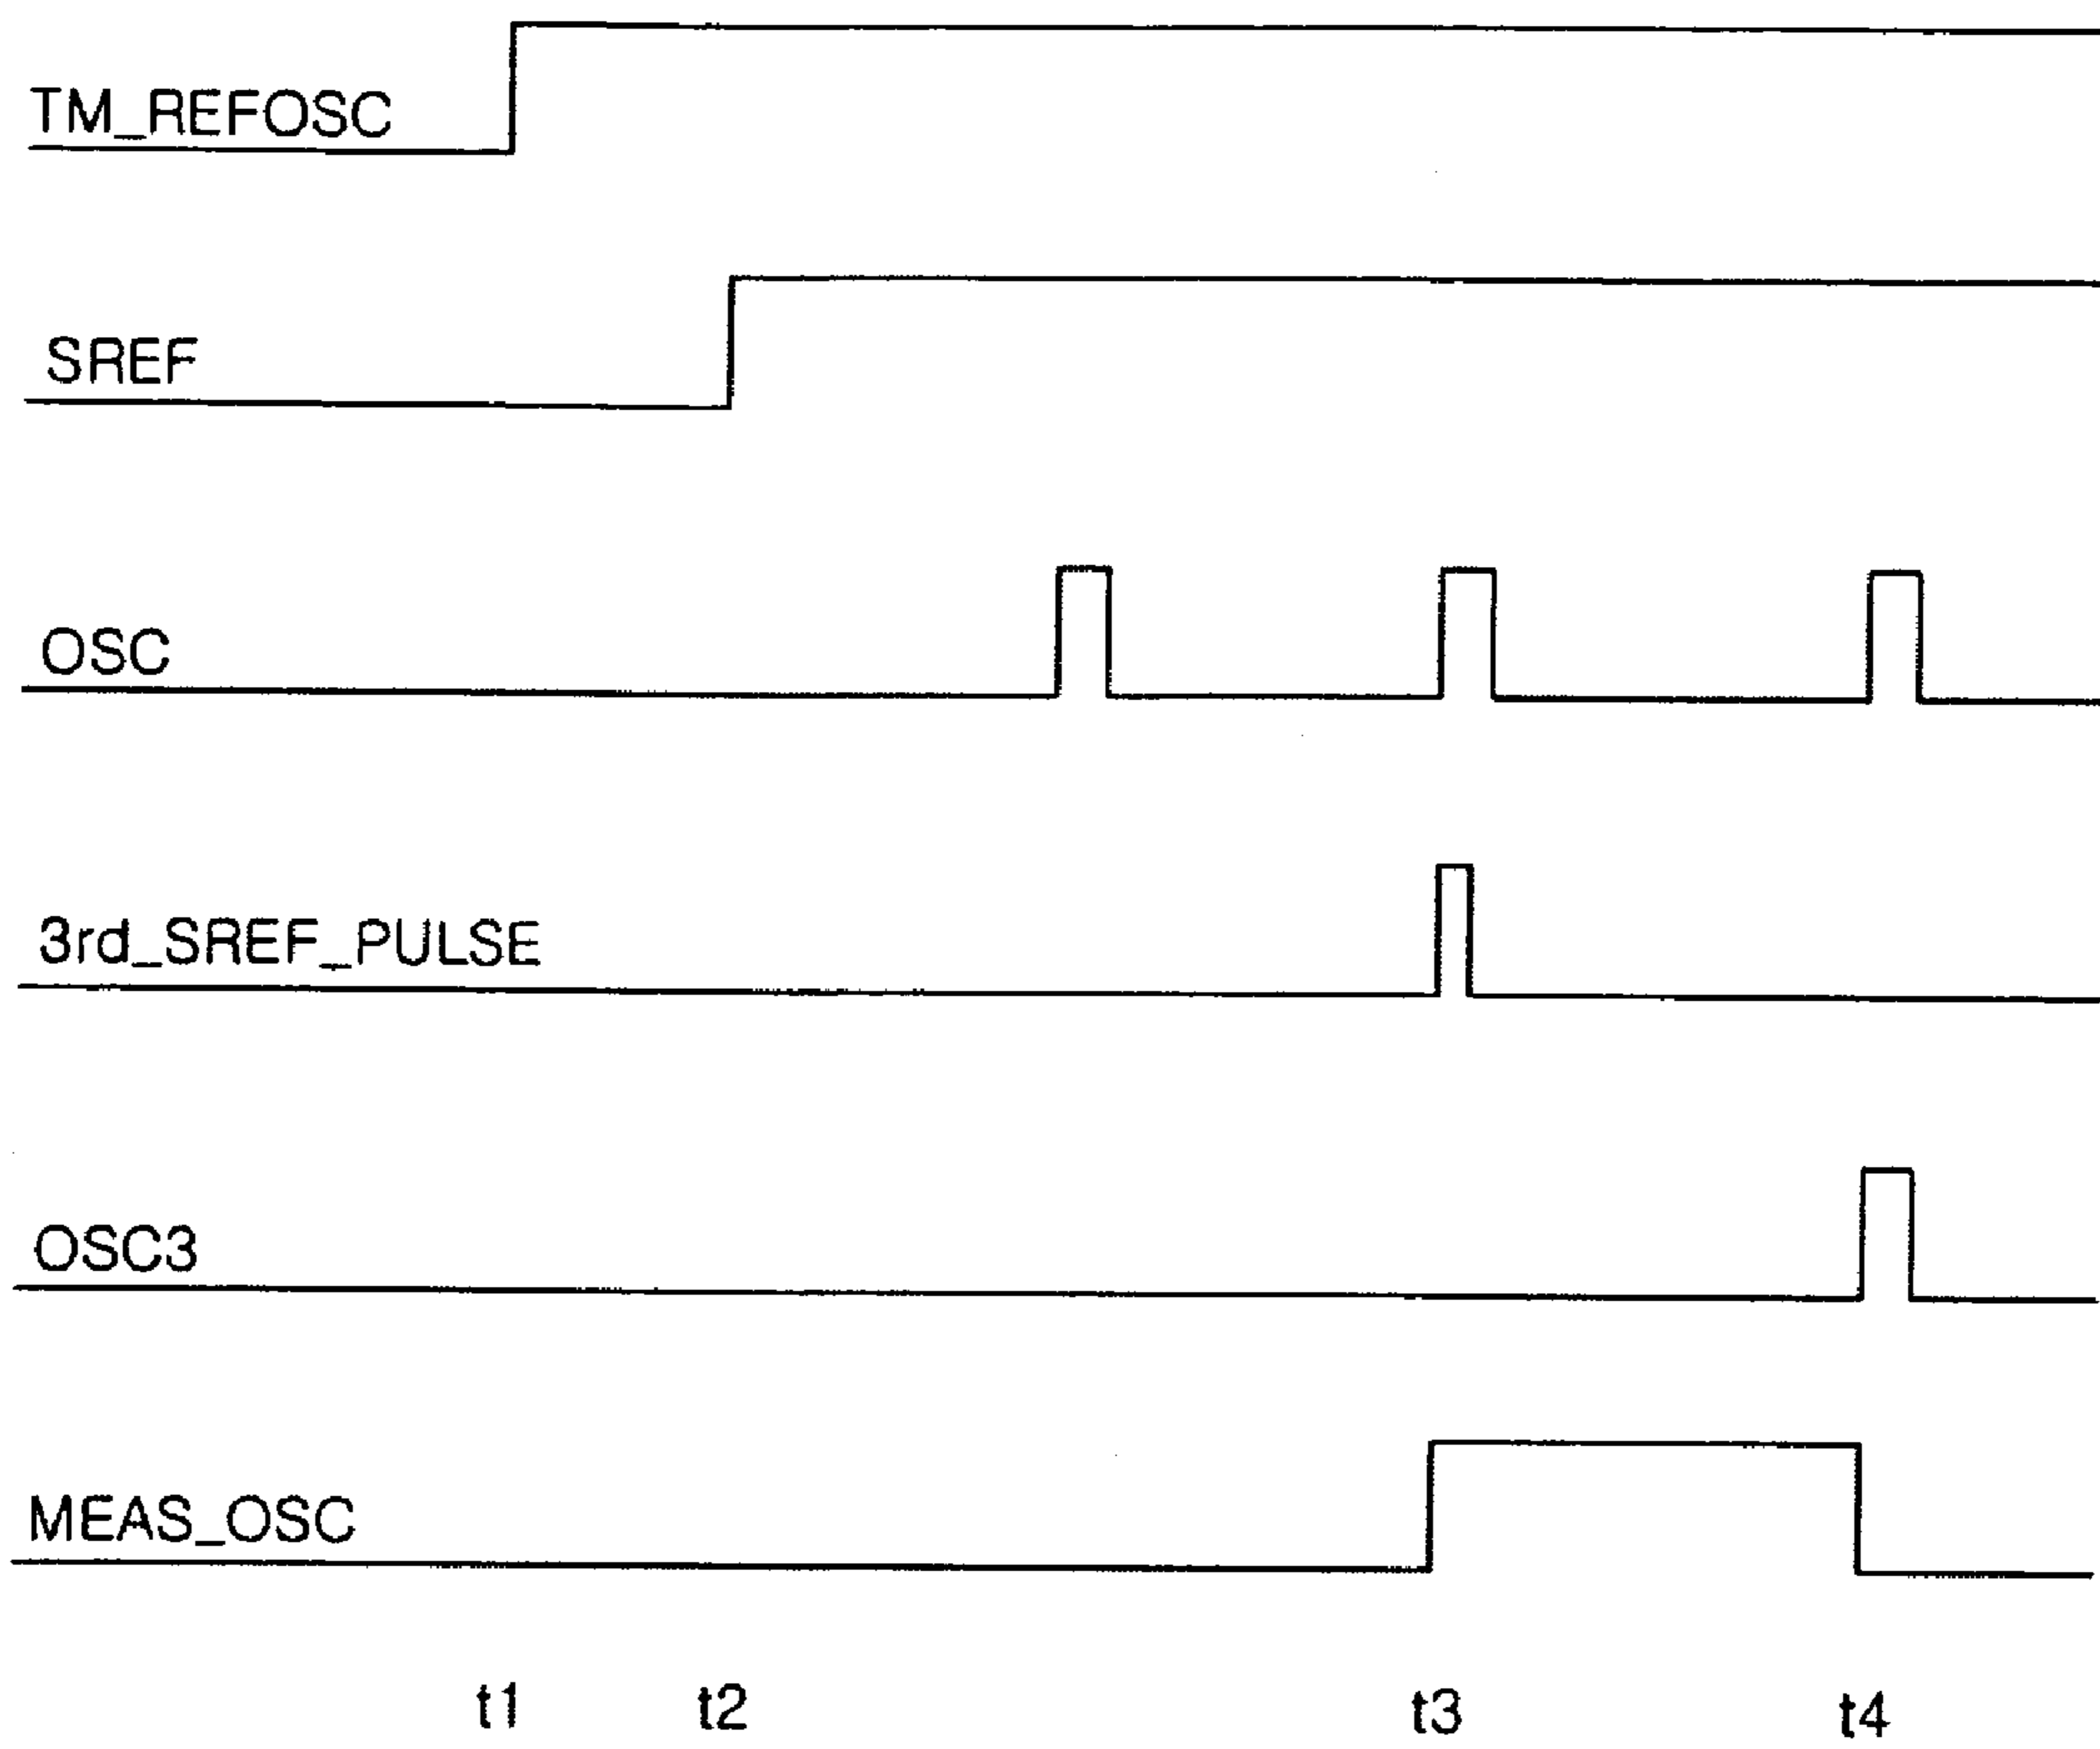 TM_REFOSC
SREF
OSC
3rd_SREF_PULSE
OSC3
MEAS_OSC
t1 t2 t3 t4